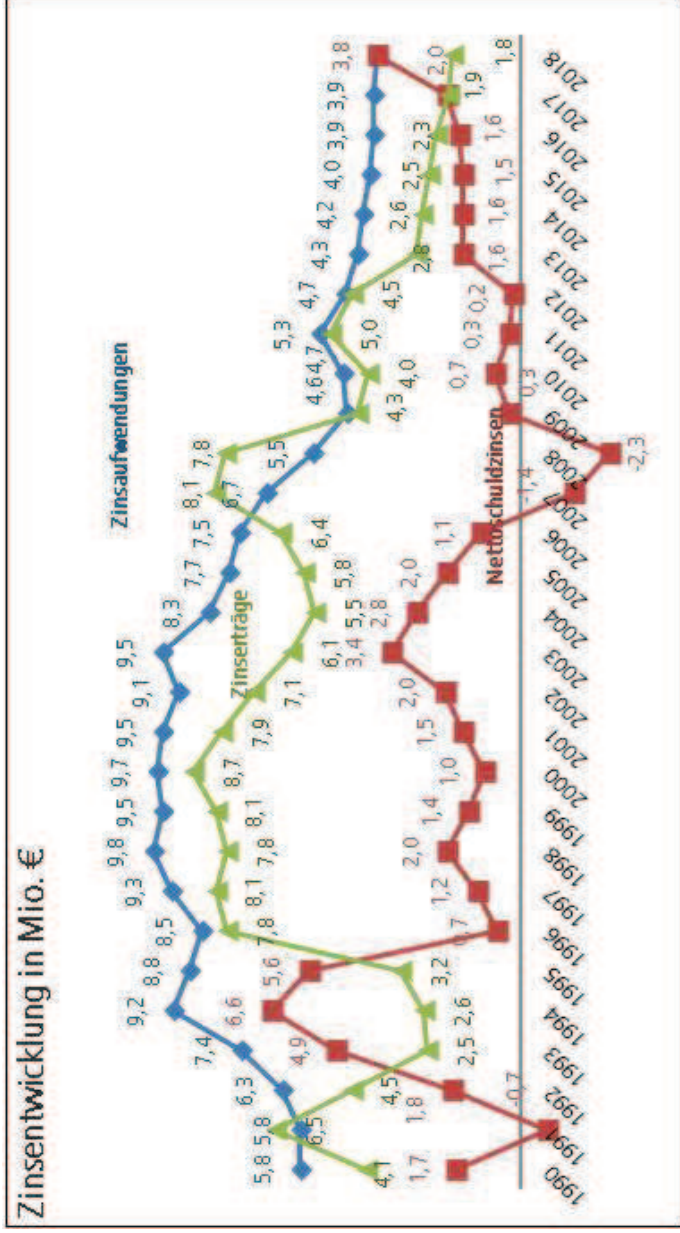 Zinsentwicklung in Mio. €
Zinsaufwendungen
5,8 5,8 6,3 7,4 9,2 8,8 8,5 9,3 9,8 9,5 9,7 9,5 9,1 9,5 8,3 7,7 7,5 6,7 5,5 4,6 4,7 5,3 4,7 4,3 4,2 4,0 3,9 3,9 3,8
Zinserträge
4,1 6,5 4,5 2,5 2,6 3,2 7,8 8,1 7,8 8,1 8,7 7,9 7,1 6,1 5,5 5,8 6,4 8,1 7,8 4,3 4,0 5,0 4,5 2,8 2,6 2,5 2,3 1,9 1,8
Nettoschuldzinsen
1,7 -0,7 1,8 4,9 6,6 5,6 0,7 1,2 2,0 1,4 1,0 1,5 2,0 3,4 2,8 2,0 1,1 -1,4 -2,3 0,3 0,7 0,3 0,2 1,6 1,6 1,5 1,6 2,0
1990 1991 1992 1993 1994 1995 1996 1997 1998 1999 2000 2001 2002 2003 2004 2005 2006 2007 2008 2009 2010 2011 2012 2013 2014 2015 2016 2017 2018